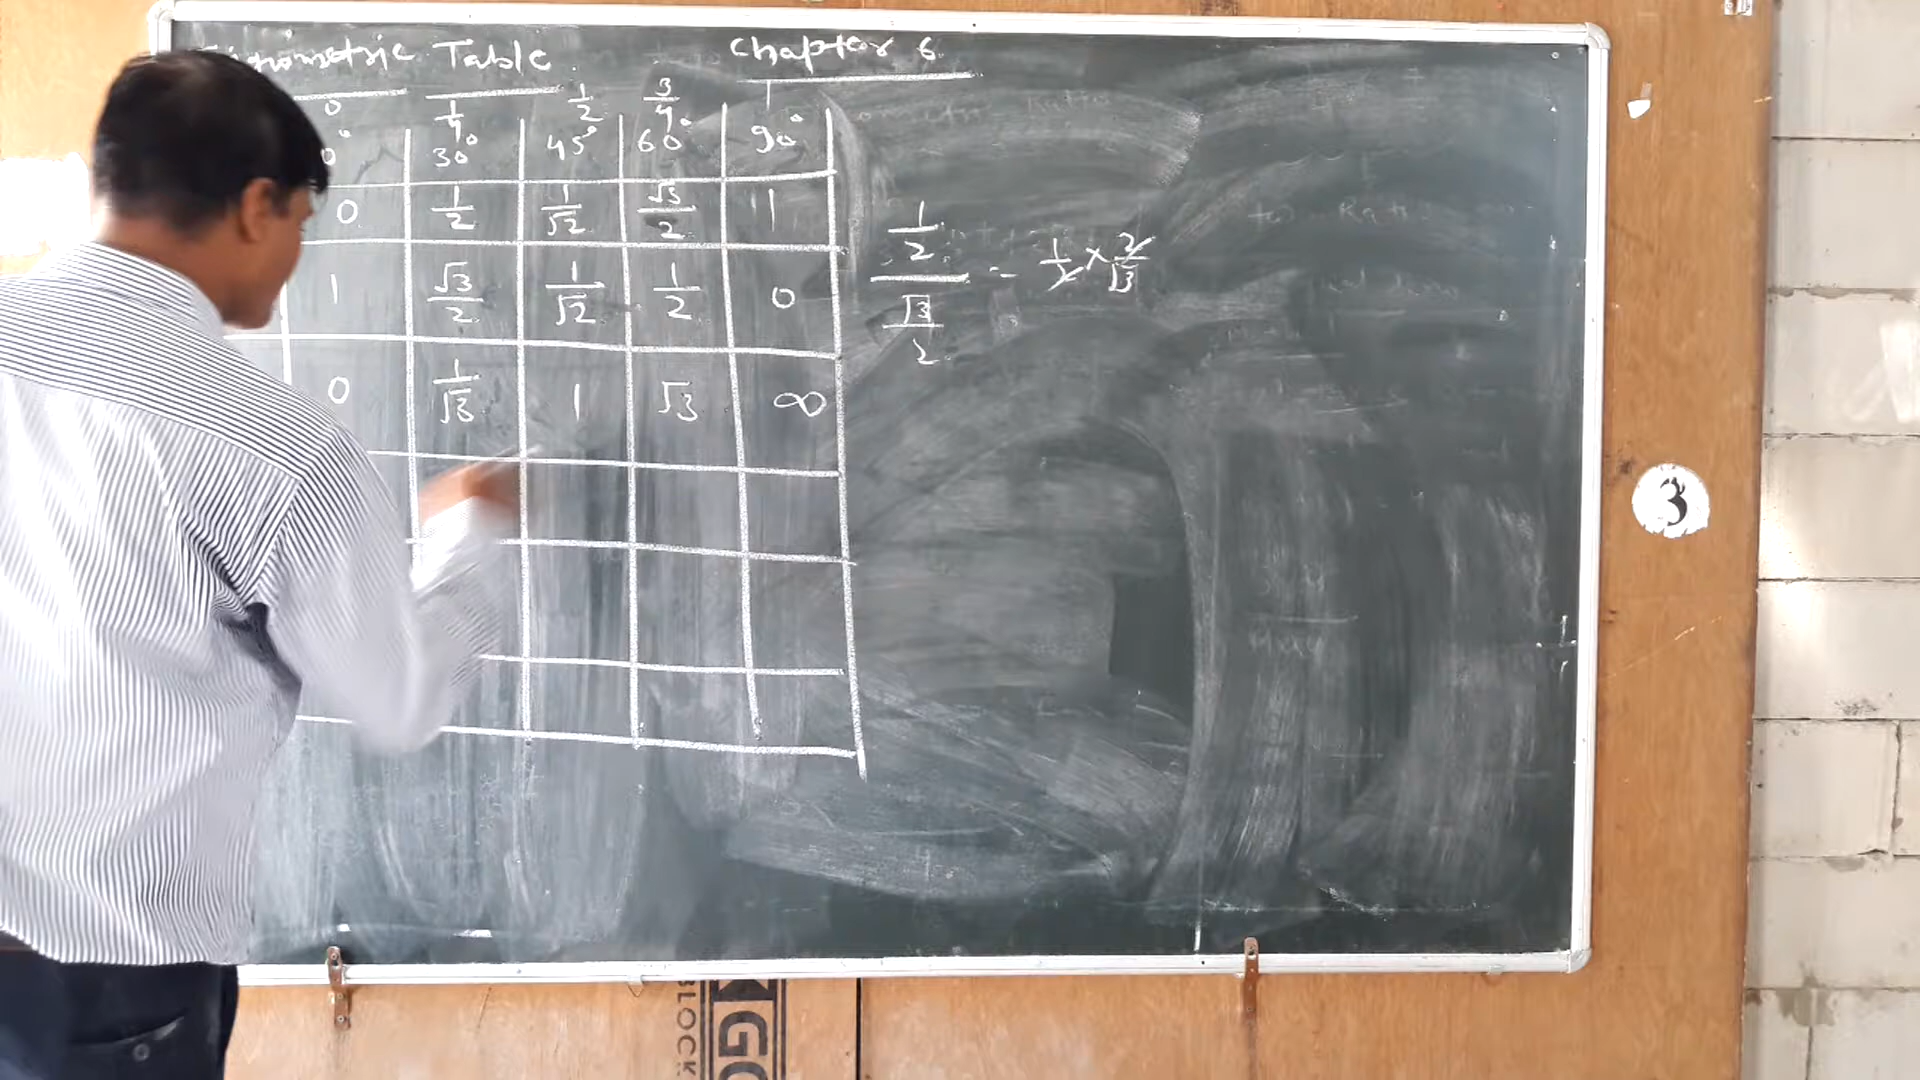 Table Chapter 6
0 1/4 1/2 3/4 1
0° 30° 45° 60° 90°
0 1/2 1/√2 √3/2 1
1 √3/2 1/√2 1/2 0
0 1/√3 1 √3 ∞
1/2 / √3/2 = 1/2 × 2/√3
3
BLOCK